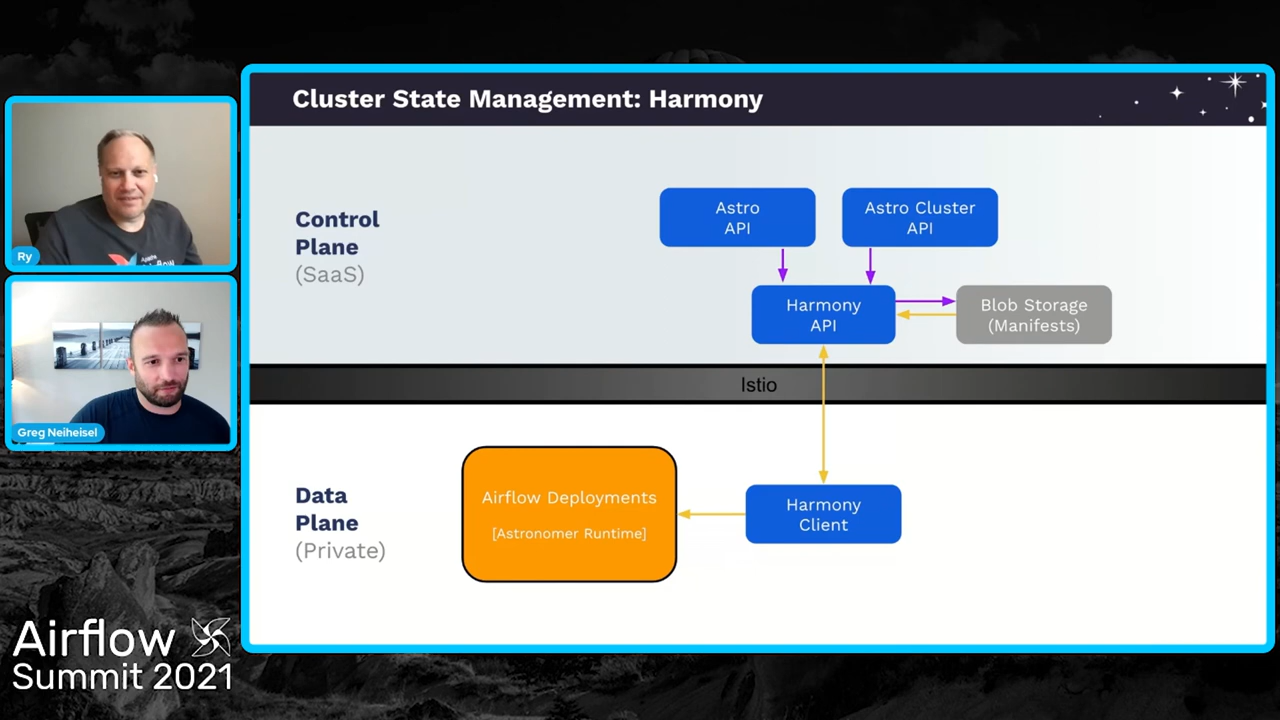 Cluster State Management: Harmony
Control
Plane
(SaaS)
Astro
API
Astro Cluster
API
Harmony
API
Blob Storage
(Manifests)
Istio
Data
Plane
(Private)
Airflow Deployments
[Astronomer Runtime]
Harmony
Client
Ry
Greg Neiheisel
Airflow
Summit 2021